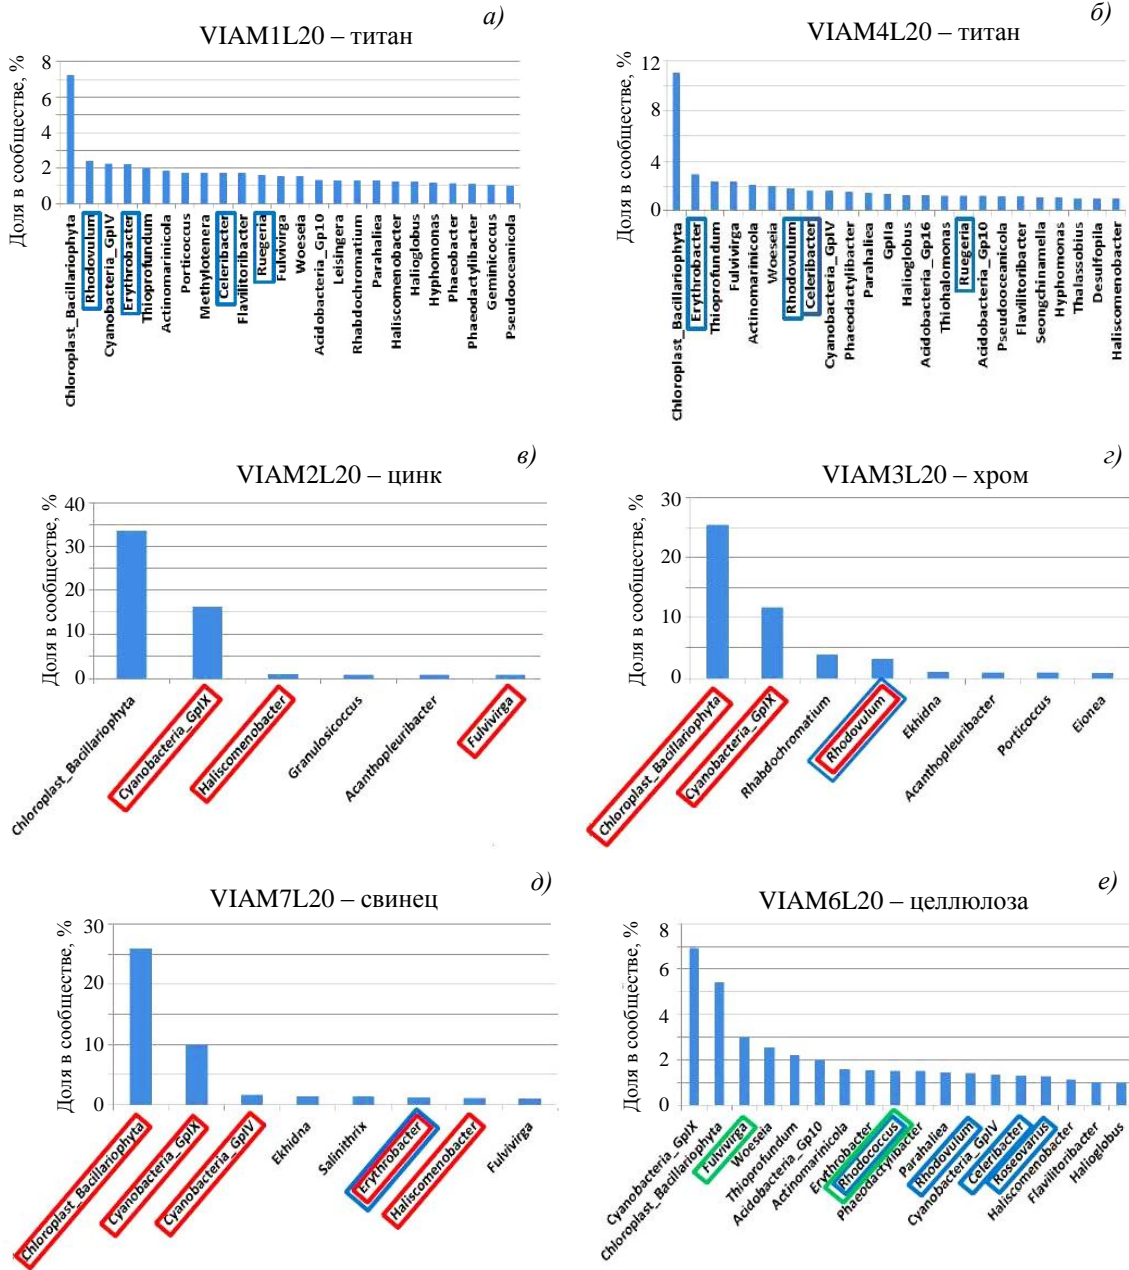 а)
VIAM1L20 – титан
Доля в сообществе, %
8
6
4
2
0
Chloroplast_Bacillariophyta
Rhodovulum
Cyanobacteria_GpIV
Erythrobacter
Thioprofundum
Actinomarinicola
Porticoccus
Methylotenera
Celeribacter
Flavilitoribacter
Ruegeria
Fulvivirga
Woeseia
Acidobacteria_Gp10
Leisingera
Rhabdochromatium
Parahaliea
Haliscomenobacter
Halioglobus
Hyphomonas
Phaeobacter
Phaeodactylibacter
Geminicoccus
Pseudooceanicola
б)
VIAM4L20 – титан
Доля в сообществе, %
12
8
4
0
Chloroplast_Bacillariophyta
Erythrobacter
Thioprofundum
Fulvivirga
Actinomarinicola
Woeseia
Rhodovulum
Celeribacter
Cyanobacteria_GpIV
Phaeodactylibacter
Parahaliea
GpIIa
Halioglobus
Acidobacteria_Gp16
Thiohalomonas
Ruegeria
Acidobacteria_Gp10
Pseudooceanicola
Flavilitoribacter
Seongchinamella
Hyphomonas
Thalassobius
Desulfopila
Haliscomenobacter
в)
VIAM2L20 – цинк
Доля в сообществе, %
40
30
20
10
0
Chloroplast_Bacillariophyta
Cyanobacteria_GpIX
Haliscomenobacter
Granulosicoccus
Acanthopleuribacter
Fulvivirga
г)
VIAM3L20 – хром
Доля в сообществе, %
30
20
10
0
Chloroplast_Bacillariophyta
Cyanobacteria_GpIX
Rhabdochromatium
Rhodovulum
Ekhidna
Acanthopleuribacter
Porticoccus
Eionea
д)
VIAM7L20 – свинец
Доля в сообществе, %
30
20
10
0
Chloroplast_Bacillariophyta
Cyanobacteria_GpIX
Cyanobacteria_GpIV
Ekhidna
Salinithrix
Erythrobacter
Haliscomenobacter
Fulvivirga
е)
VIAM6L20 – целлюлоза
Доля в сообществе, %
8
6
4
2
0
Cyanobacteria_GpIX
Chloroplast_Bacillariophyta
Fulvivirga
Woeseia
Thioprofundum
Acidobacteria_Gp10
Actinomarinicola
Erythrobacter
Rhodococcus
Phaeodactylibacter
Parahaliea
Rhodovulum
Cyanobacteria_GpIV
Celeribacter
Roseovarius
Haliscomenobacter
Flavilitoribacter
Halioglobus